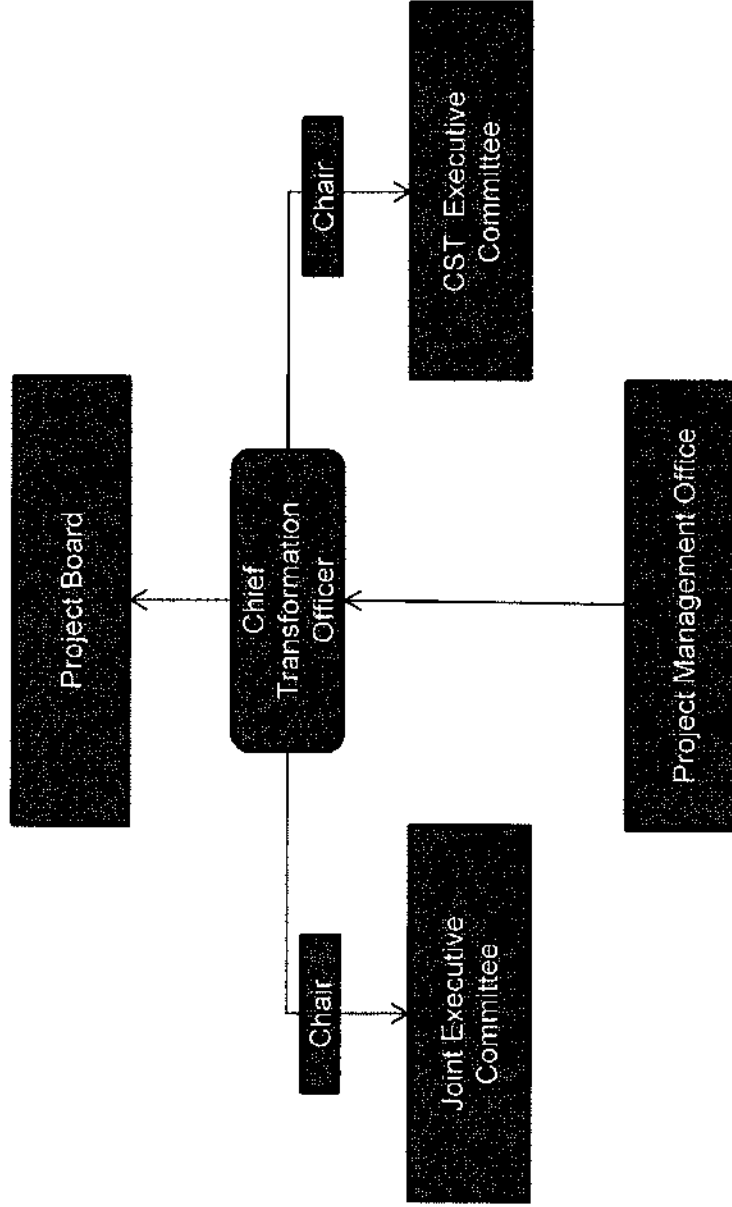 Project Board
Chief
Transformation
Officer
Chair
Chair
Joint Executive
Committee
CST Executive
Committee
Project Management Office